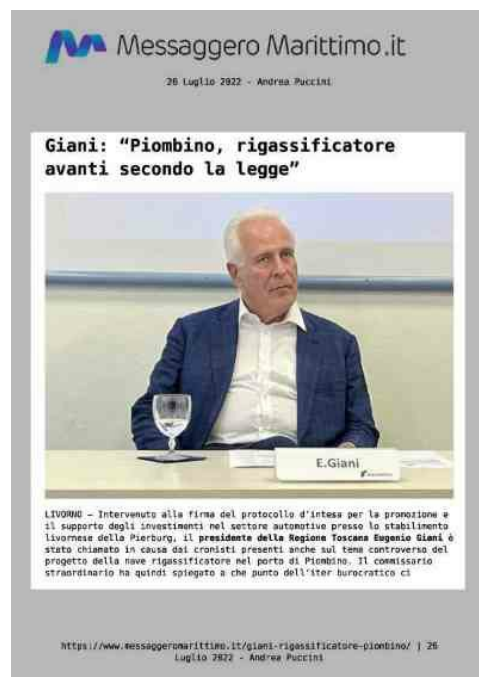 Messaggero Marittimo.it
26 Luglio 2022 - Andrea Puccini
Giani: “Piombino, rigassificatore
avanti secondo la legge”
E.Giani
LIVORNO – Intervenuto alla firma del protocollo d'intesa per la promozione e
il supporto degli investimenti nel settore automotive presso lo stabilimento
livornese della Pierburg, il presidente della Regione Toscana Eugenio Giani è
stato chiamato in causa dai cronisti presenti anche sul tema controverso del
progetto della nave rigassificatore nel porto di Piombino. Il commissario
straordinario ha quindi spiegato a che punto dell'iter burocratico ci
https://www.messaggeromarittimo.it/giani-rigassificatore-piombino/ | 26
Luglio 2022 - Andrea Puccini